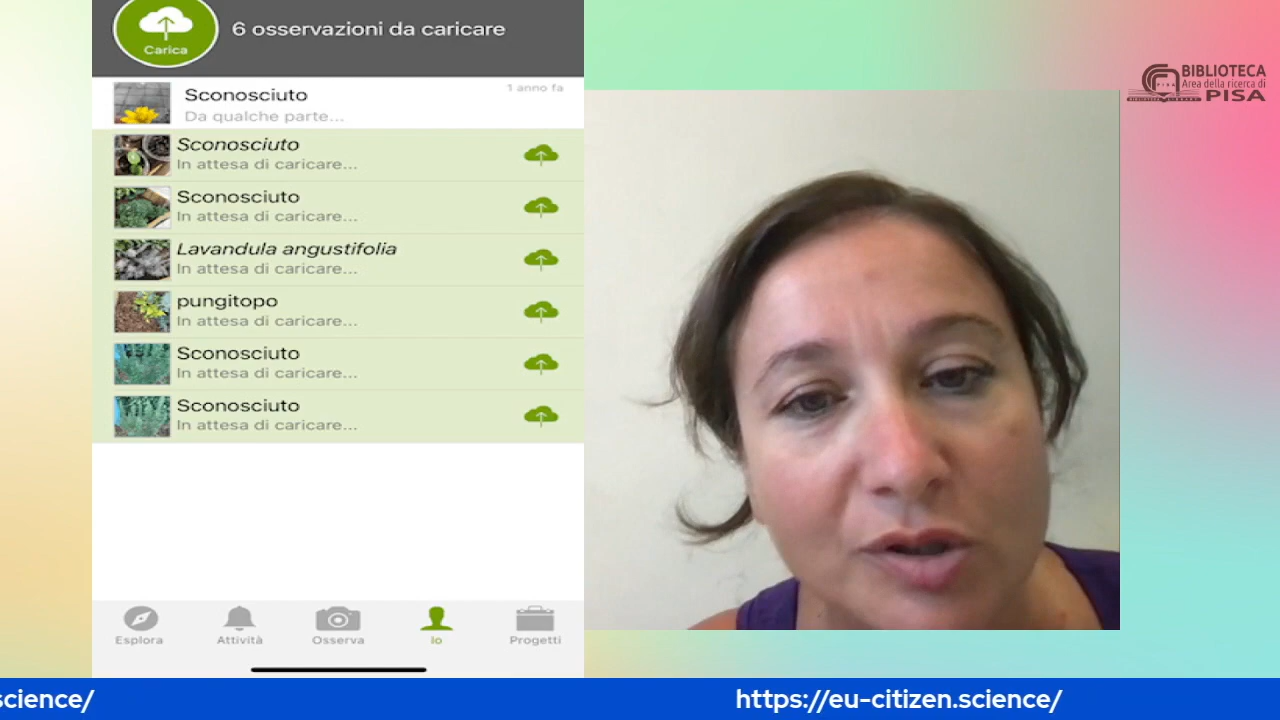 Carica
6 osservazioni da caricare
Sconosciuto
1 anno fa
Da qualche parte...
Sconosciuto
In attesa di caricare...
Sconosciuto
In attesa di caricare...
Lavandula angustifolia
In attesa di caricare...
pungitopo
In attesa di caricare...
Sconosciuto
In attesa di caricare...
Sconosciuto
In attesa di caricare...
Esplora
Attività
Osserva
Io
Progetti
BIBLIOTECA
Area della ricerca di
PISA
science/
https://eu-citizen.science/